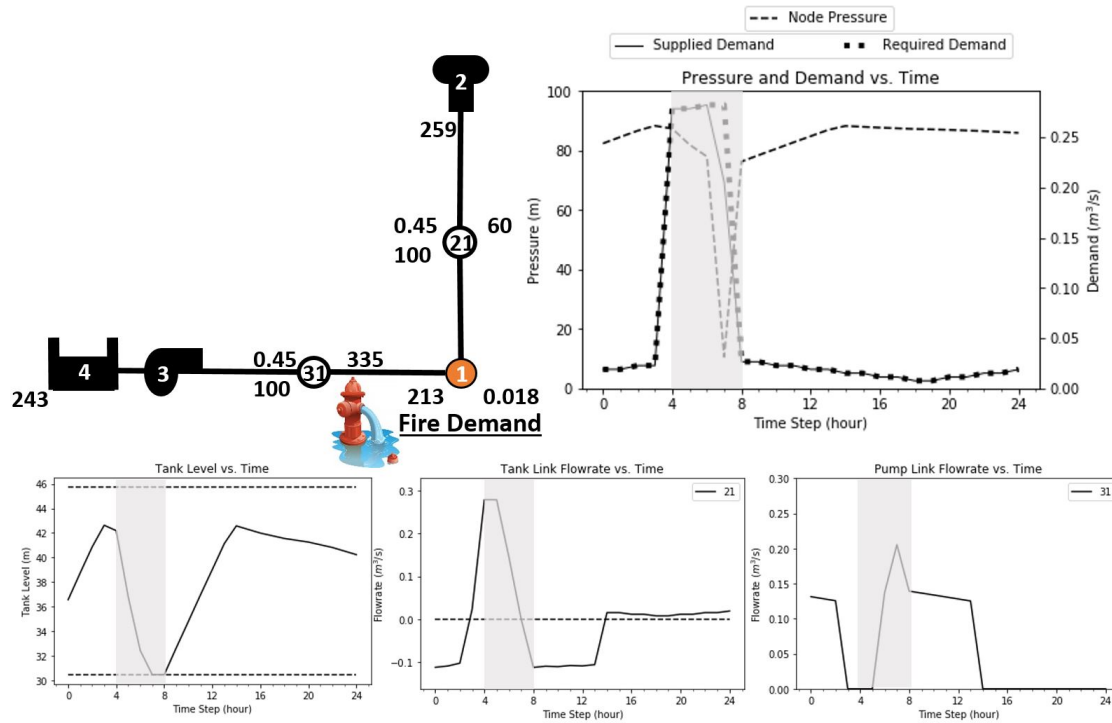 2
259
0.45 60
21
100
0.45 335
4 3 31 1
100
243 213 0.018
Fire Demand
Node Pressure
Supplied Demand Required Demand
Pressure and Demand vs. Time
100
80
60
40
20
0
Pressure (m)
0.25
0.20
0.15
0.10
0.05
0.00
Demand (m³/s)
0 4 8 12 16 20 24
Time Step (hour)
Tank Level vs. Time
46
44
42
40
38
36
34
32
30
Tank Level (m)
0 4 8 12 16 20 24
Time Step (hour)
Tank Link Flowrate vs. Time
21
0.3
0.2
0.1
0.0
−0.1
Flowrate (m³/s)
0 4 8 12 16 20 24
Time Step (hour)
Pump Link Flowrate vs. Time
31
0.30
0.25
0.20
0.15
0.10
0.05
0.00
Flowrate (m³/s)
0 4 8 12 16 20 24
Time Step (hour)